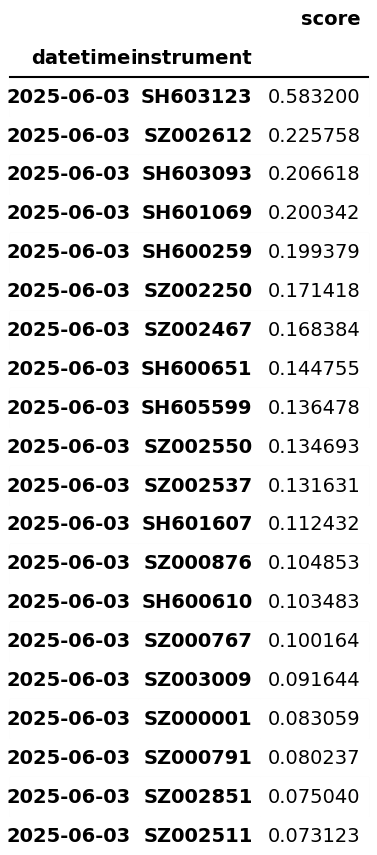 score
datetime instrument
2025-06-03 SH603123 0.583200
2025-06-03 SZ002612 0.225758
2025-06-03 SH603093 0.206618
2025-06-03 SH601069 0.200342
2025-06-03 SH600259 0.199379
2025-06-03 SZ002250 0.171418
2025-06-03 SZ002467 0.168384
2025-06-03 SH600651 0.144755
2025-06-03 SH605599 0.136478
2025-06-03 SZ002550 0.134693
2025-06-03 SZ002537 0.131631
2025-06-03 SH601607 0.112432
2025-06-03 SZ000876 0.104853
2025-06-03 SH600610 0.103483
2025-06-03 SZ000767 0.100164
2025-06-03 SZ003009 0.091644
2025-06-03 SZ000001 0.083059
2025-06-03 SZ000791 0.080237
2025-06-03 SZ002851 0.075040
2025-06-03 SZ002511 0.073123